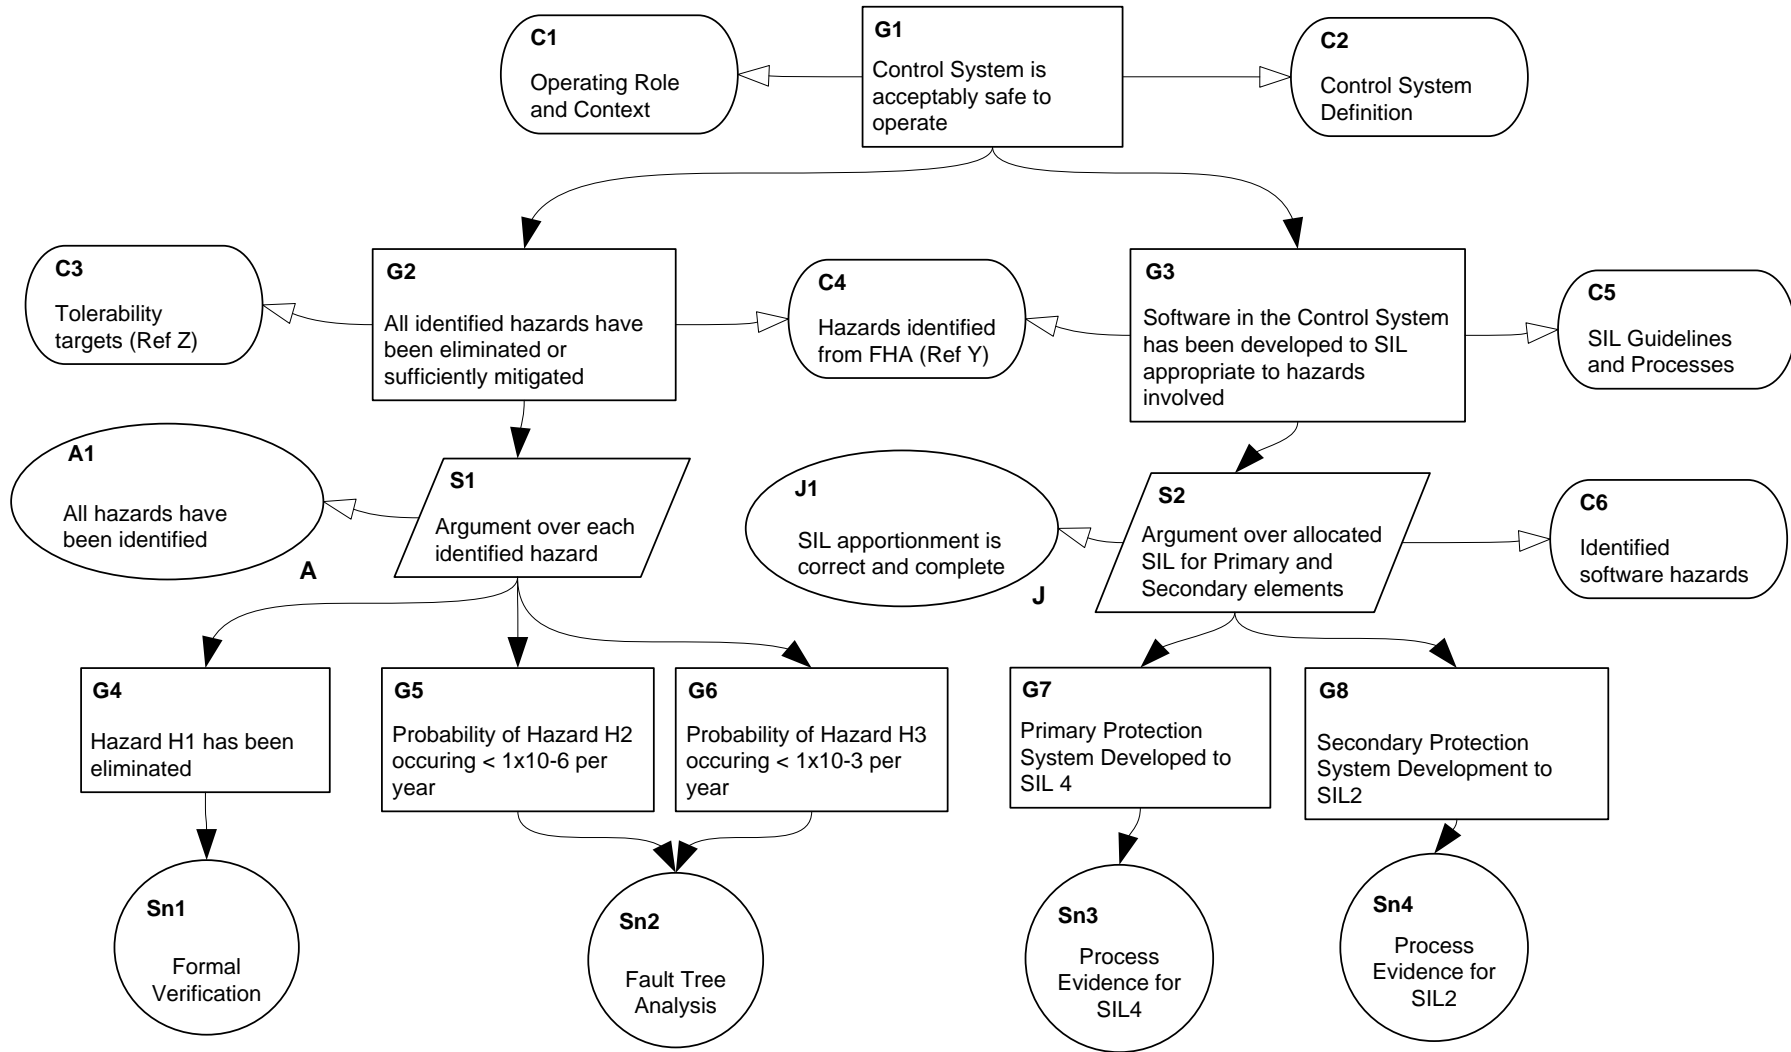 C1
Operating Role
and Context
G1
Control System is
acceptably safe to
operate
C2
Control System
Definition
C3
Tolerability
targets (Ref Z)
G2
All identified hazards have
been eliminated or
sufficiently mitigated
C4
Hazards identified
from FHA (Ref Y)
G3
Software in the Control System
has been developed to SIL
appropriate to hazards
involved
C5
SIL Guidelines
and Processes
A1
All hazards have
been identified
A
S1
Argument over each
identified hazard
J1
SIL apportionment is
correct and complete
J
S2
Argument over allocated
SIL for Primary and
Secondary elements
C6
Identified
software hazards
G4
Hazard H1 has been
eliminated
G5
Probability of Hazard H2
occuring < 1x10-6 per
year
G6
Probability of Hazard H3
occuring < 1x10-3 per
year
G7
Primary Protection
System Developed to
SIL 4
G8
Secondary Protection
System Development to
SIL2
Sn1
Formal
Verification
Sn2
Fault Tree
Analysis
Sn3
Process
Evidence for
SIL4
Sn4
Process
Evidence for
SIL2